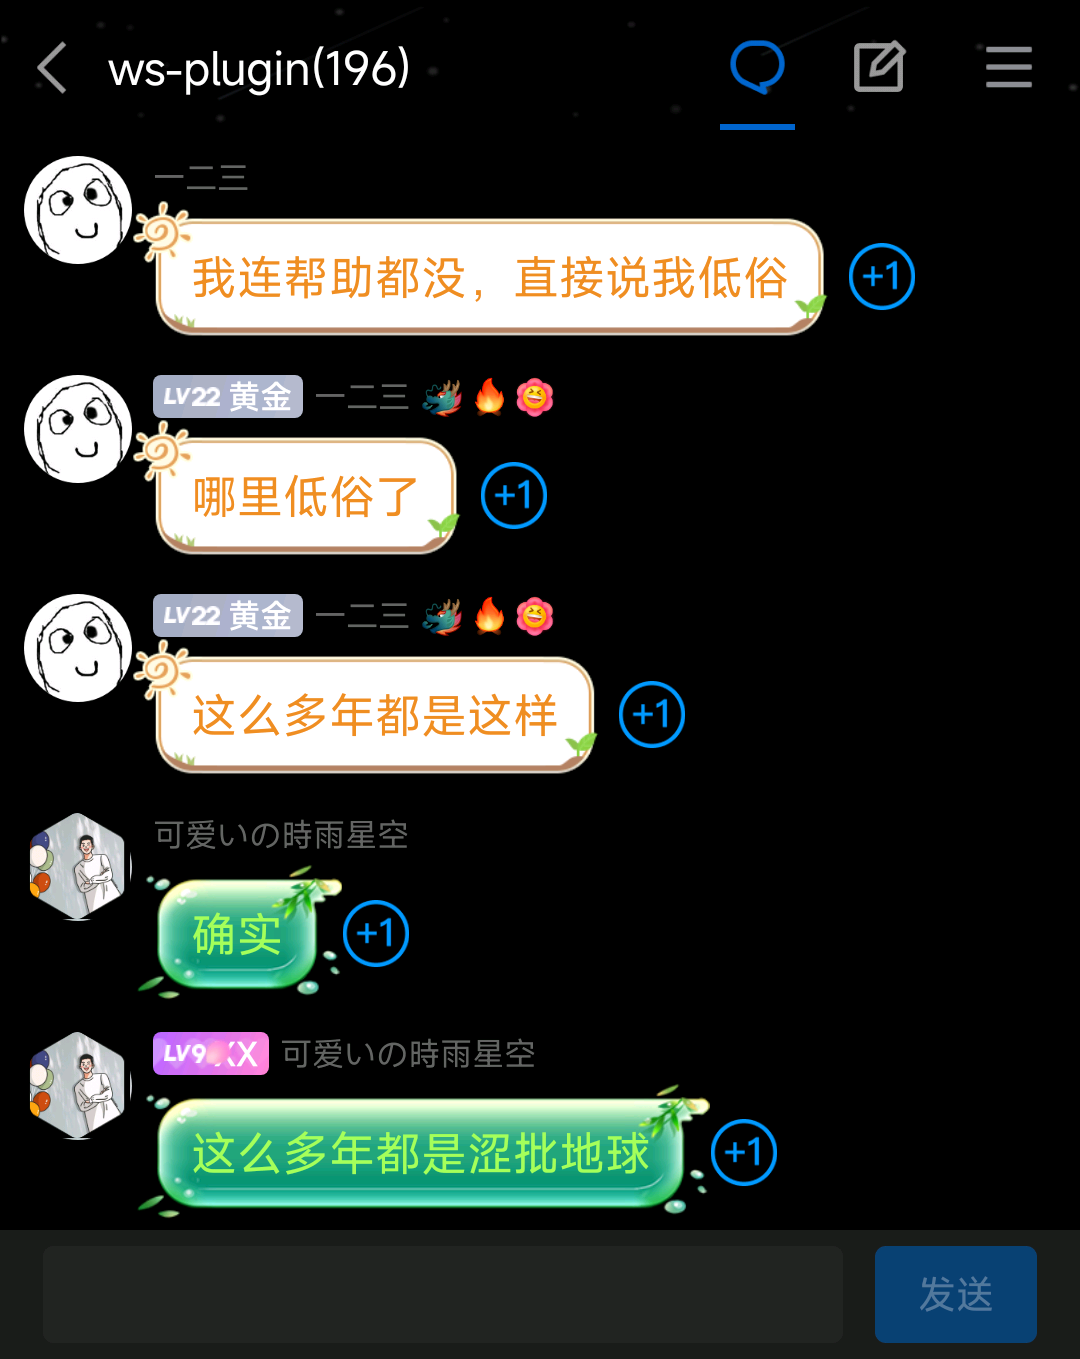 ws-plugin(196)
一二三
我连帮助都没，直接说我低俗
+1
LV22 黄金 一二三
哪里低俗了
+1
LV22 黄金 一二三
这么多年都是这样
+1
可爱いの時雨星空
确实
+1
LV9 可爱いの時雨星空
这么多年都是涩批地球
+1
发送